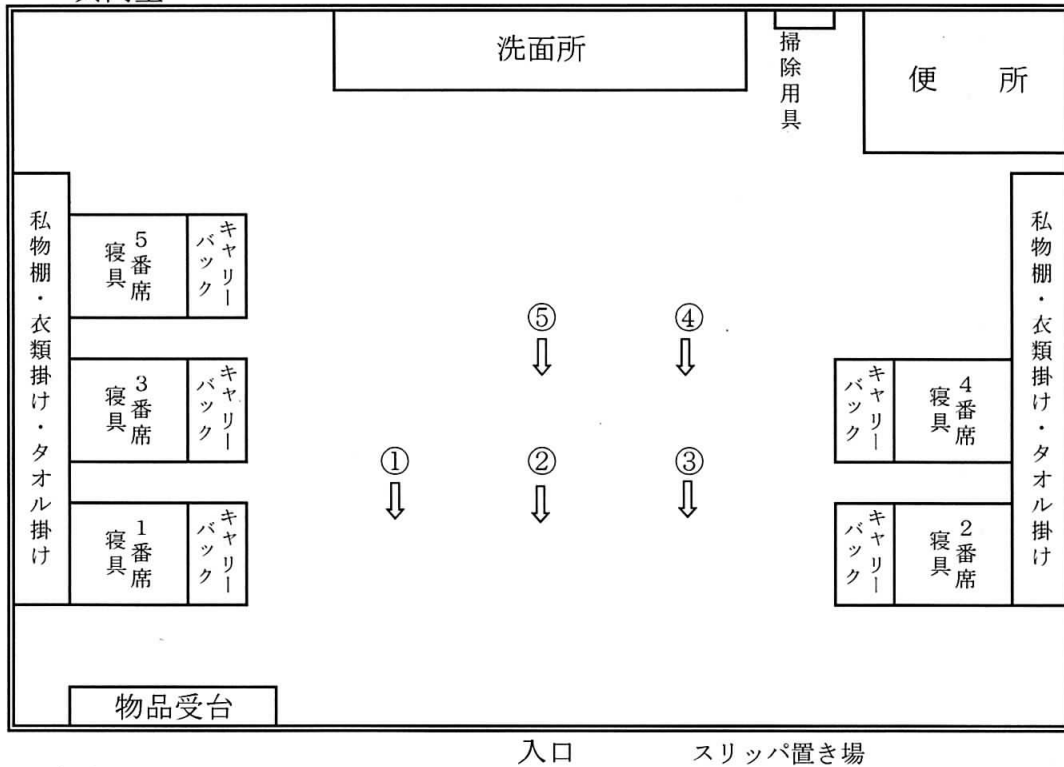 洗面所
掃除用具
便　所
私物棚・衣類掛け・タオル掛け
5番席
寝具
キャリー
バック
私物棚・衣類掛け・タオル掛け
⑤
④
3番席
寝具
キャリー
バック
4番席
寝具
キャリー
バック
①
②
③
1番席
寝具
キャリー
バック
2番席
寝具
キャリー
バック
物品受台
入口
スリッパ置き場